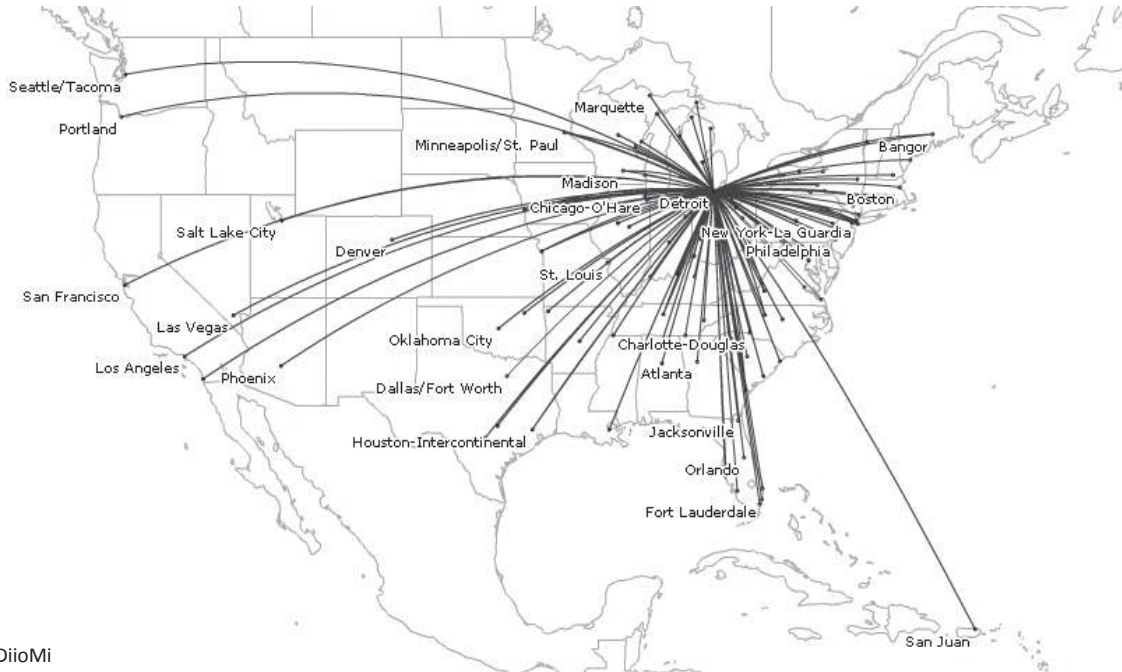 Seattle/Tacoma
Marquette
Portland
Minneapolis/St. Paul
Bangor
Madison
Boston
Chicago-O'Hare
Detroit
Salt Lake City
New York-La Guardia
Denver
Philadelphia
St. Louis
San Francisco
Las Vegas
Oklahoma City
Charlotte-Douglas
Los Angeles
Phoenix
Atlanta
Dallas/Fort Worth
Jacksonville
Houston-Intercontinental
Orlando
Fort Lauderdale
San Juan
DiioMi